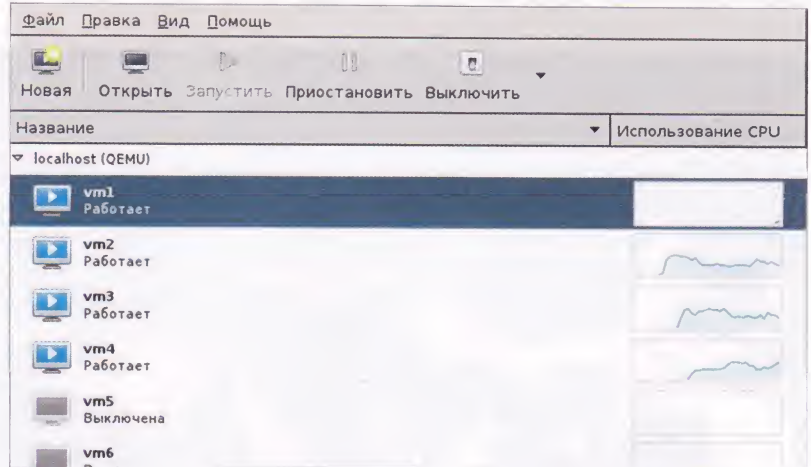 Файл Правка Вид Помощь
Новая Открыть Запустить Приостановить Выключить
Название Использование CPU
localhost (QEMU)
vm1
Работает
vm2
Работает
vm3
Работает
vm4
Работает
vm5
Выключена
vm6